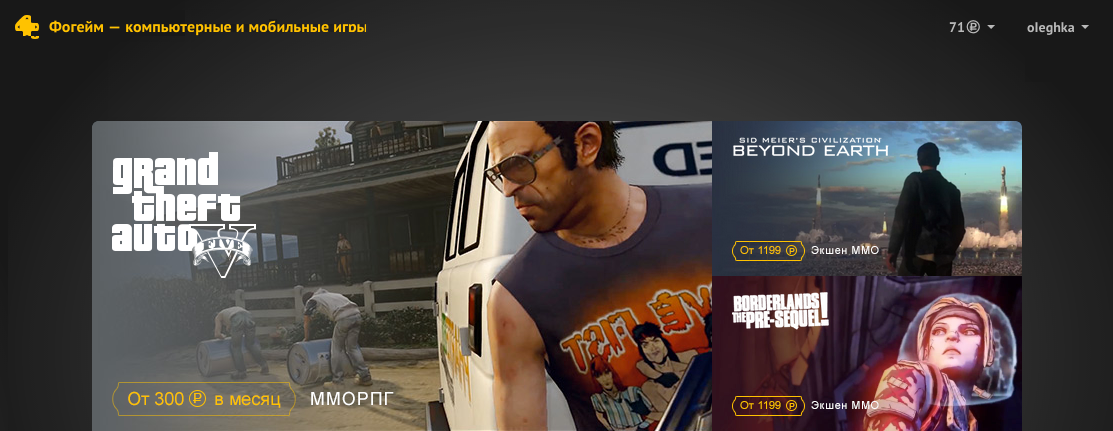 Фогейм — компьютерные и мобильные игры
71 ₽
oleghka
grand
theft
auto
FIVE
От 300 ₽ в месяц
ММОРПГ
SID MEIER'S CIVILIZATION
BEYOND EARTH
От 1199 ₽ Экшен ММО
BORDERLANDS
THE PRE-SEQUEL!
От 1199 ₽ Экшен ММО